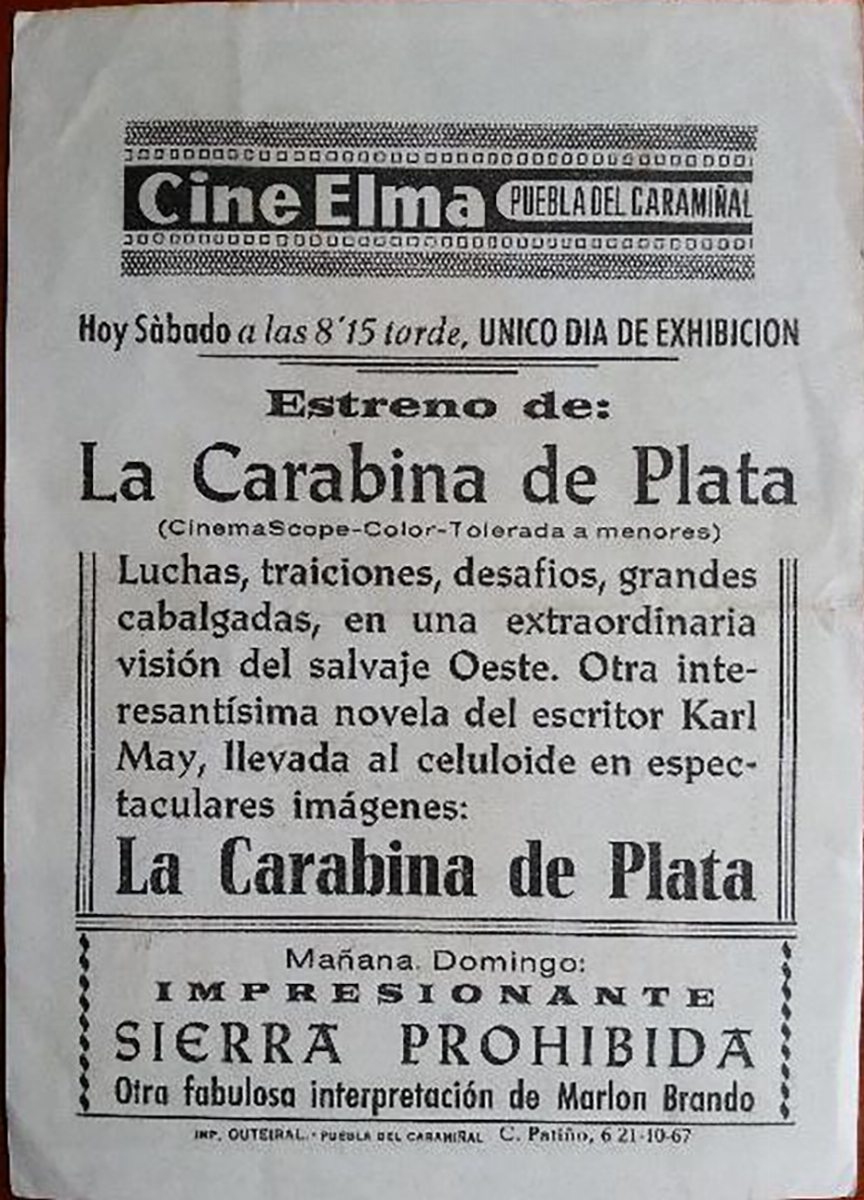 Cine Elma PUEBLA DEL CARAMIÑAL
Hoy Sàbado a las 8'15 tarde, UNICO DIA DE EXHIBICION
Estreno de:
La Carabina de Plata
(CinemaScope-Color-Tolerada a menores)
Luchas, traiciones, desafios, grandes
cabalgadas, en una extraordinaria
visión del salvaje Oeste. Otra inte-
resantísima novela del escritor Karl
May, llevada al celuloide en espec-
taculares imágenes:
La Carabina de Plata
Mañana. Domingo:
IMPRESIONANTE
SIERRA PROHIBIDA
Otra fabulosa interpretación de Marlon Brando
IMP. OUTEIRAL.-PUEBLA DEL CARAMIÑAL C. Patiño, 6 21-10-67